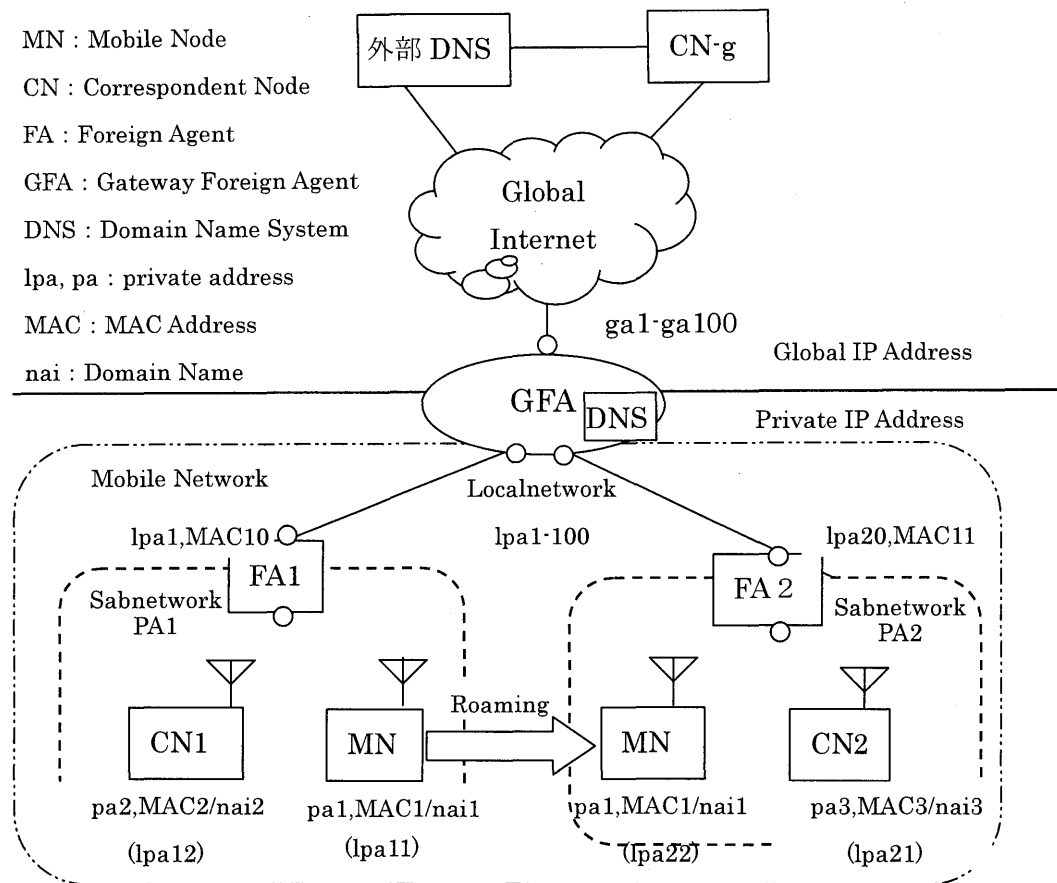 MN : Mobile Node
CN : Correspondent Node
FA : Foreign Agent
GFA : Gateway Foreign Agent
DNS : Domain Name System
lpa, pa : private address
MAC : MAC Address
nai : Domain Name
外部 DNS
CN-g
Global
Internet
ga1-ga100
Global IP Address
GFA
DNS
Private IP Address
Mobile Network
Localnetwork
lpa1-100
lpa1,MAC10
lpa20,MAC11
FA1
FA 2
Sabnetwork
PA1
Sabnetwork
PA2
CN1
MN
Roaming
MN
CN2
pa2,MAC2/nai2
pa1,MAC1/nai1
pa1,MAC1/nai1
pa3,MAC3/nai3
(lpa12)
(lpa11)
(lpa22)
(lpa21)